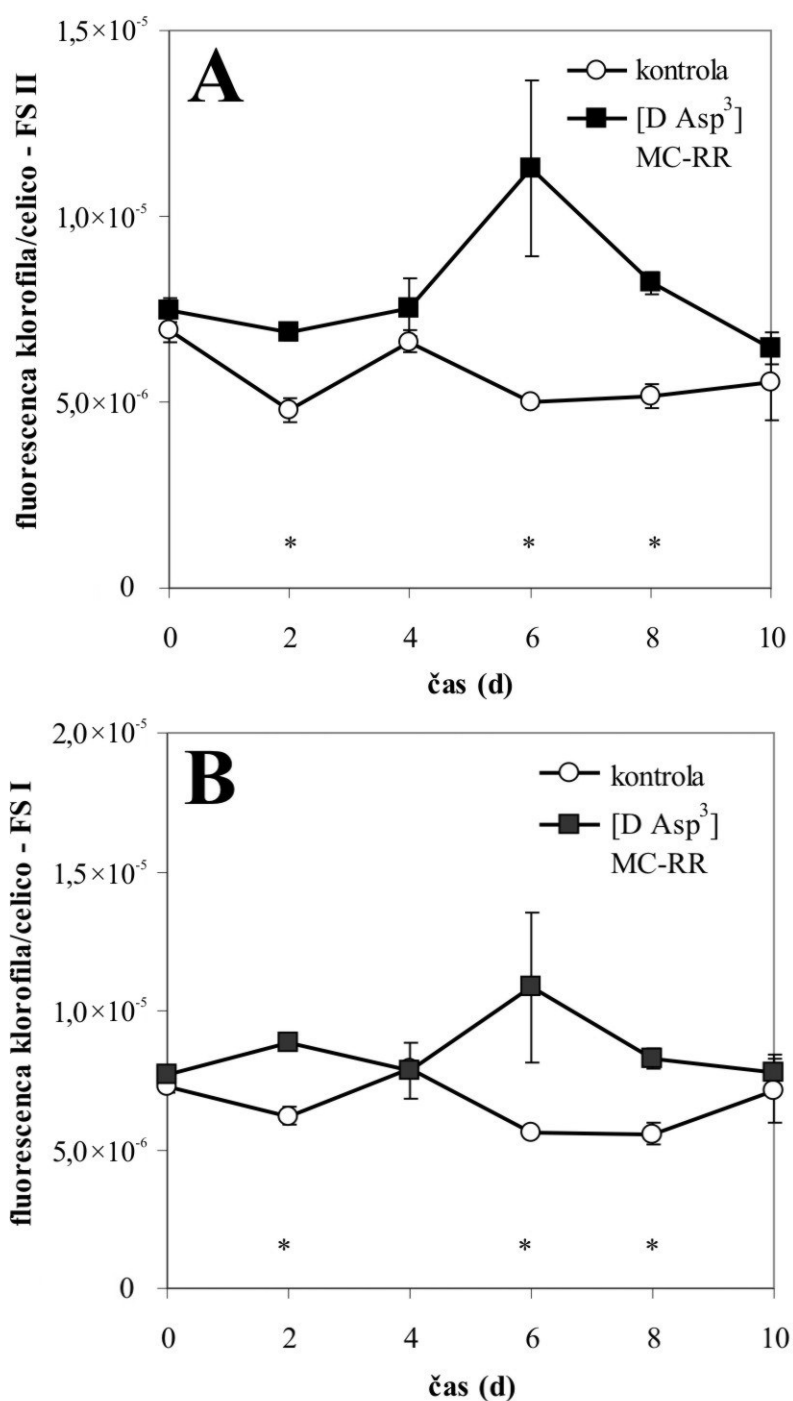 A
kontrola
[D Asp³]
MC-RR
fluorescenca klorofila/celico - FS II
1,5×10⁻⁵
1,0×10⁻⁵
5,0×10⁻⁶
0
* * *
0 2 4 6 8 10
čas (d)
B
kontrola
[D Asp³]
MC-RR
fluorescenca klorofila/celico - FS I
2,0×10⁻⁵
1,5×10⁻⁵
1,0×10⁻⁵
5,0×10⁻⁶
0
* * *
0 2 4 6 8 10
čas (d)